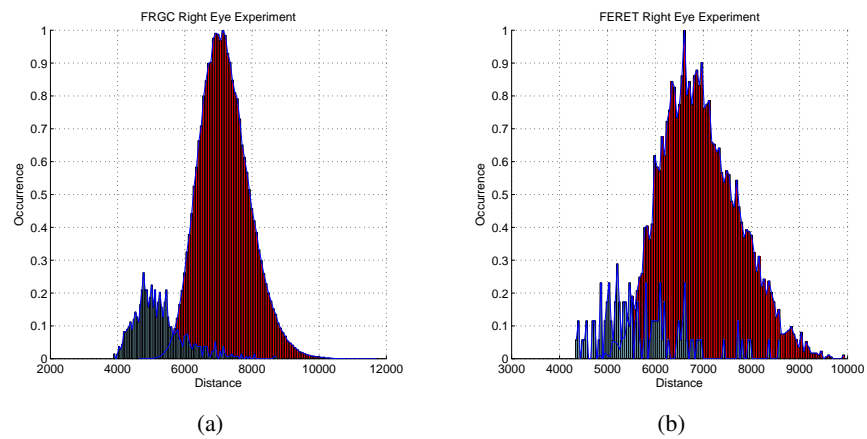 FRGC Right Eye Experiment
1
0.9
0.8
0.7
0.6
0.5
0.4
0.3
0.2
0.1
0
Occurrence
2000 4000 6000 8000 10000 12000
Distance
(a)
FERET Right Eye Experiment
1
0.9
0.8
0.7
0.6
0.5
0.4
0.3
0.2
0.1
0
Occurrence
3000 4000 5000 6000 7000 8000 9000 10000
Distance
(b)